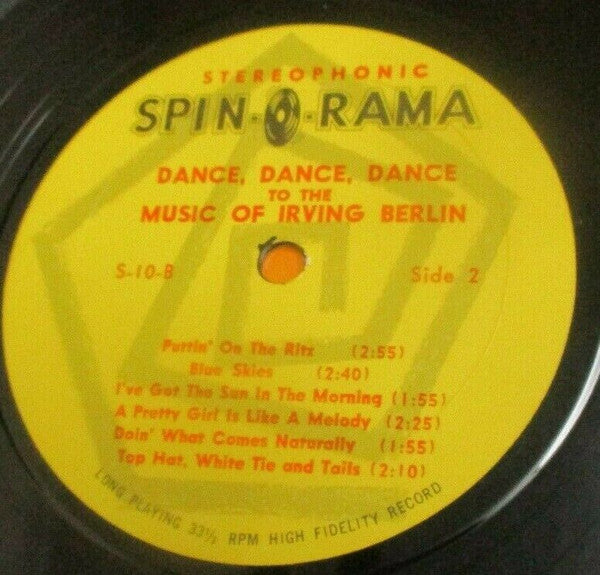 STEREOPHONIC
SPIN·O·RAMA
DANCE, DANCE, DANCE
TO THE
MUSIC OF IRVING BERLIN
S-10-B
Side 2
Puttin' On The Ritz (2:55)
Blue Skies (2:40)
I've Got The Sun In The Morning (1:55)
A Pretty Girl Is Like A Melody (2:25)
Doin' What Comes Naturally (1:55)
Top Hat, White Tie and Tails (2:10)
LONG PLAYING 33⅓ RPM HIGH FIDELITY RECORD